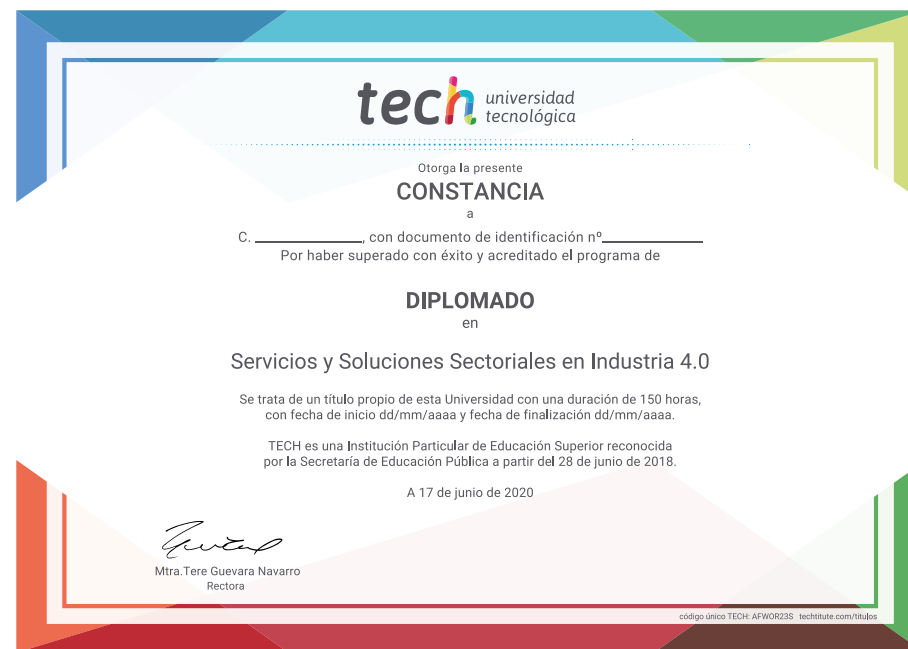 tech universidad
tecnológica
Otorga la presente
CONSTANCIA
a
C. ____________, con documento de identificación nº____________
Por haber superado con éxito y acreditado el programa de
DIPLOMADO
en
Servicios y Soluciones Sectoriales en Industria 4.0
Se trata de un título propio de esta Universidad con una duración de 150 horas,
con fecha de inicio dd/mm/aaaa y fecha de finalización dd/mm/aaaa.
TECH es una Institución Particular de Educación Superior reconocida
por la Secretaría de Educación Pública a partir del 28 de junio de 2018.
A 17 de junio de 2020
Mtra.Tere Guevara Navarro
Rectora
código único TECH: AFWOR23S techtitute.com/titulos